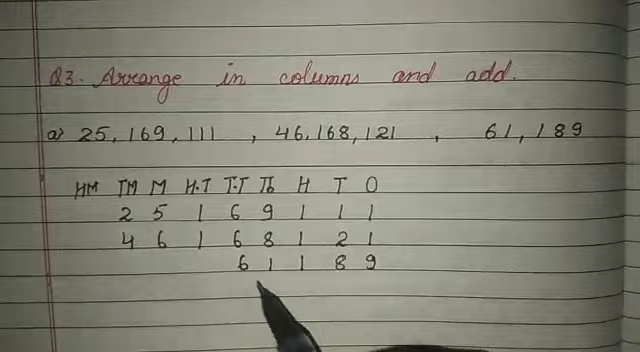 Q3. Arrange in columns and add.
a) 25,169,111 , 46,168,121 , 61,189
HM TM M H.T T.T Th H T O
2 5 1 6 9 1 1 1
4 6 1 6 8 1 2 1
6 1 1 8 9